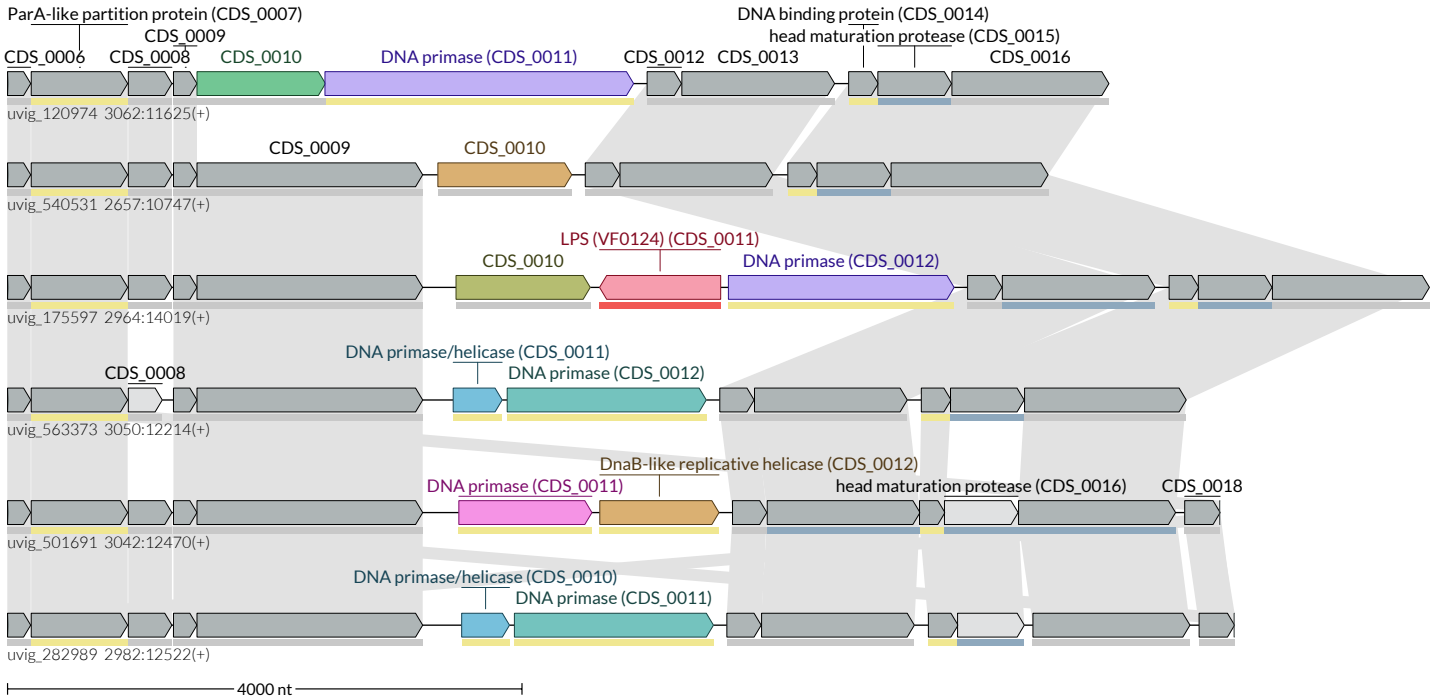 ParA-like partition protein (CDS_0007)
DNA binding protein (CDS_0014)
CDS_0009
head maturation protease (CDS_0015)
CDS_0006 CDS_0008 CDS_0010 DNA primase (CDS_0011) CDS_0012 CDS_0013 CDS_0016
uvig_120974 3062:11625(+)
CDS_0009 CDS_0010
uvig_540531 2657:10747(+)
LPS (VF0124) (CDS_0011)
CDS_0010 DNA primase (CDS_0012)
uvig_175597 2964:14019(+)
DNA primase/helicase (CDS_0011)
CDS_0008 DNA primase (CDS_0012)
uvig_563373 3050:12214(+)
DnaB-like replicative helicase (CDS_0012)
DNA primase (CDS_0011) head maturation protease (CDS_0016) CDS_0018
uvig_501691 3042:12470(+)
DNA primase/helicase (CDS_0010)
DNA primase (CDS_0011)
uvig_282989 2982:12522(+)
4000 nt